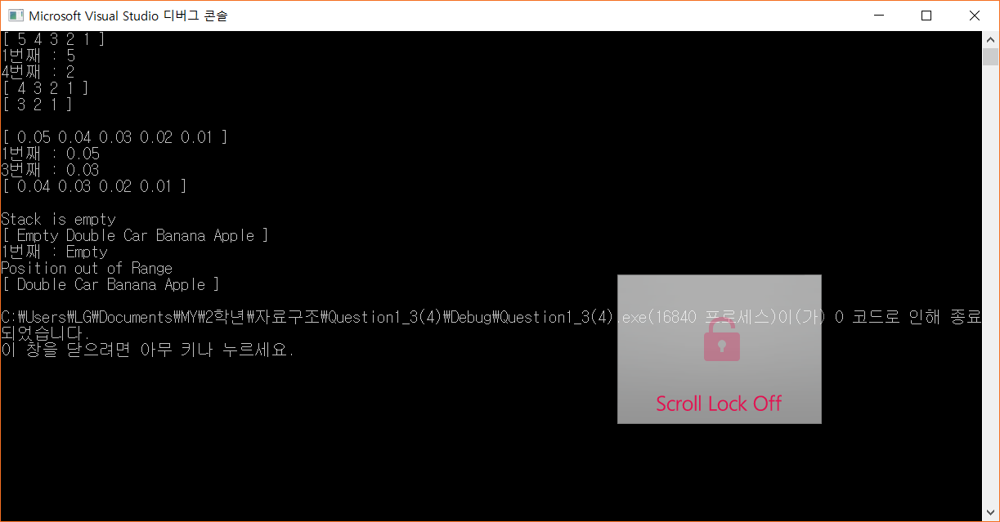 Microsoft Visual Studio 디버그 콘솔
[ 5 4 3 2 1 ]
1번째 : 5
4번째 : 2
[ 4 3 2 1 ]
[ 3 2 1 ]
[ 0.05 0.04 0.03 0.02 0.01 ]
1번째 : 0.05
3번째 : 0.03
[ 0.04 0.03 0.02 0.01 ]
Stack is empty
[ Empty Double Car Banana Apple ]
1번째 : Empty
Position out of Range
[ Double Car Banana Apple ]
C:₩Users₩LG₩Documents₩MY₩2학년₩자료구조₩Question1_3(4)₩Debug₩Question1_3(4).exe(16840 프로세스)이(가) 0 코드로 인해 종료
되었습니다.
이 창을 닫으려면 아무 키나 누르세요.
Scroll Lock Off